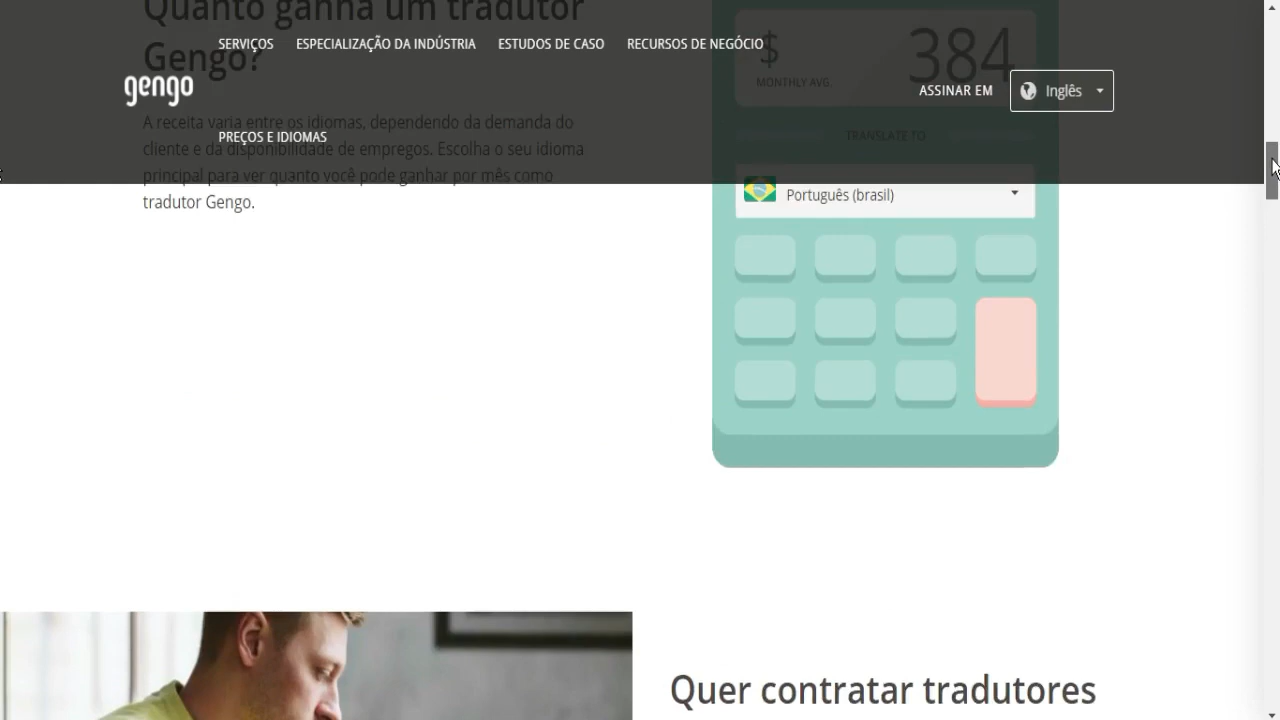 Quanto ganha um tradutor
Gengo?
SERVIÇOS ESPECIALIZAÇÃO DA INDÚSTRIA ESTUDOS DE CASO RECURSOS DE NEGÓCIO
gengo
ASSINAR EM
Inglês
PREÇOS E IDIOMAS
A receita varia entre os idiomas, dependendo da demanda do
cliente e da disponibilidade de empregos. Escolha o seu idioma
principal para ver quanto você pode ganhar por mês como
tradutor Gengo.
$ 384
MONTHLY AVG.
TRANSLATE TO
Português (brasil)
Quer contratar tradutores